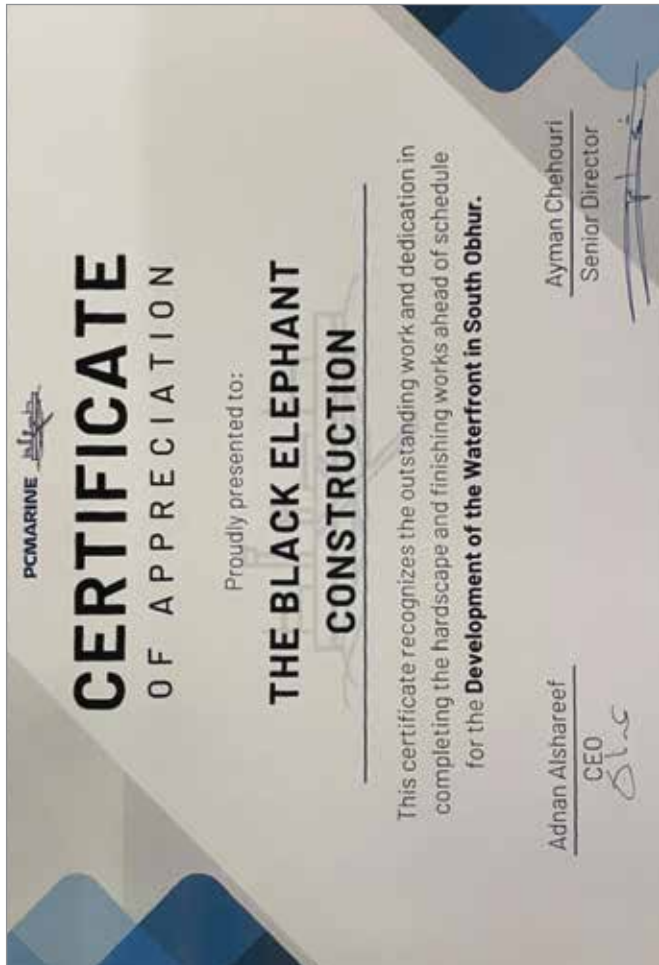 PCMARINE
CERTIFICATE
OF APPRECIATION
Proudly presented to:
THE BLACK ELEPHANT
CONSTRUCTION
This certificate recognizes the outstanding work and dedication in
completing the hardscape and finishing works ahead of schedule
for the Development of the Waterfront in South Obhur.
Adnan Alshareef
CEO
Ayman Chehouri
Senior Director